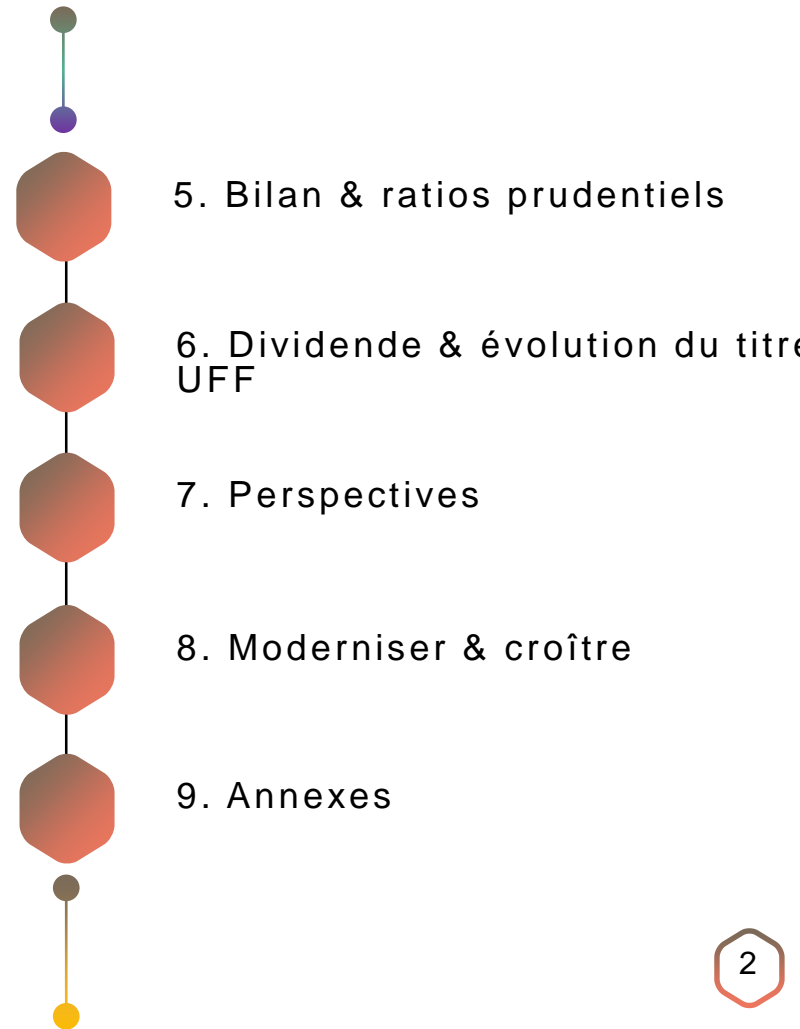 5. Bilan & ratios prudentiels
6. Dividende & évolution du titre
UFF
7. Perspectives
8. Moderniser & croître
9. Annexes
2